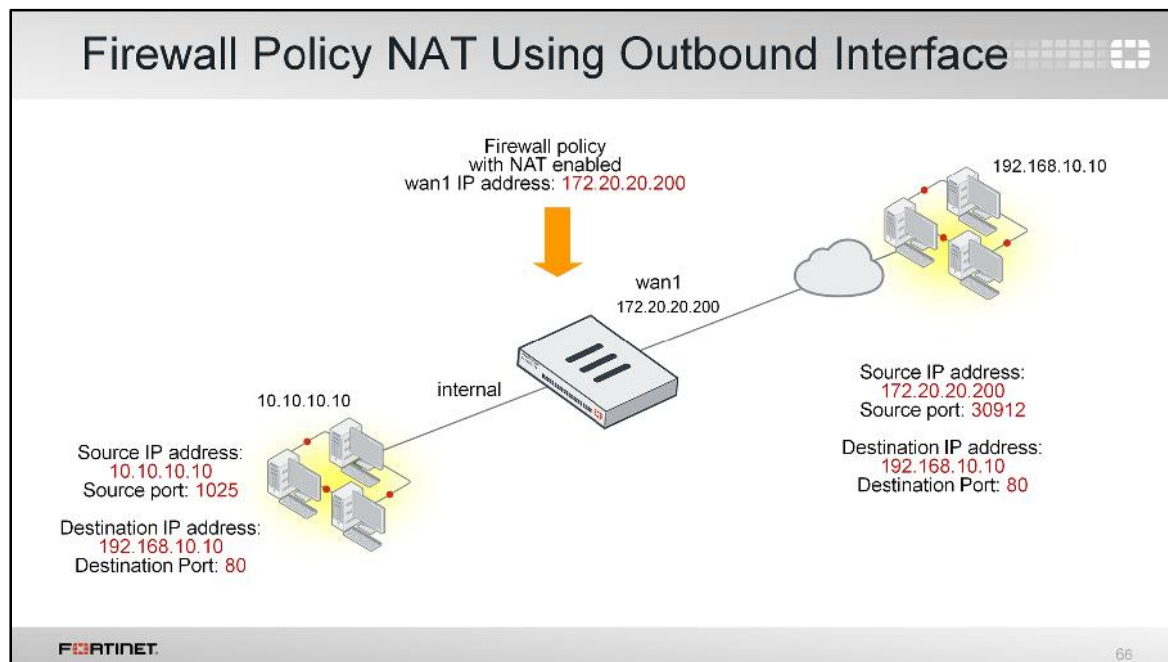 Firewall Policy NAT Using Outbound Interface
Firewall policy
with NAT enabled
wan1 IP address: 172.20.20.200
192.168.10.10
wan1
172.20.20.200
internal
10.10.10.10
Source IP address:
10.10.10.10
Source port: 1025
Destination IP address:
192.168.10.10
Destination Port: 80
Source IP address:
172.20.20.200
Source port: 30912
Destination IP address:
192.168.10.10
Destination Port: 80
FORTINET
66